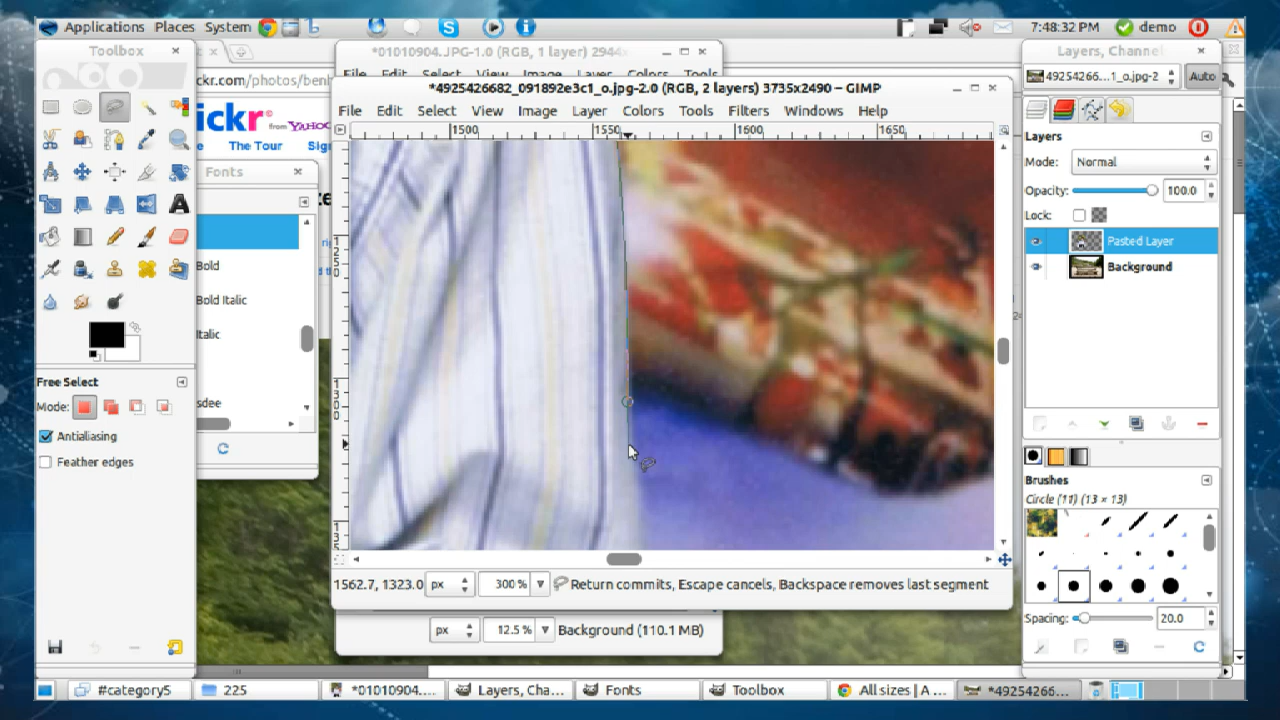 Applications Places System
7:48:32 PM
demo
Toolbox
*01010904.JPG-1.0 (RGB, 1 layer) 2944x
Layers, Channel
File Edit Select View Image Layer Colors Tools
*4925426682_091892e3c1_o.jpg-2.0 (RGB, 2 layers) 3735x2490 – GIMP
49254266...1_o.jpg-2
Auto
ckr.com/photos/benb
File Edit Select View Image Layer Colors Tools Filters Windows Help
ickr from YAHOO
The Tour
Sign
1500 1550 1600 1650
Layers
Mode: Normal
Fonts
Opacity: 100.0
Lock:
Pasted Layer
Background
Bold
Bold Italic
Italic
Free Select
Mode:
sdee
Antialiasing
Feather edges
Brushes
Circle (11) (13 × 13)
1562.7, 1323.0 px 300 % Return commits, Escape cancels, Backspace removes last segment
px 12.5 % Background (110.1 MB)
Spacing: 20.0
#category5
225
*01010904....
Layers, Cha...
Fonts
Toolbox
All sizes | A ...
*49254266...